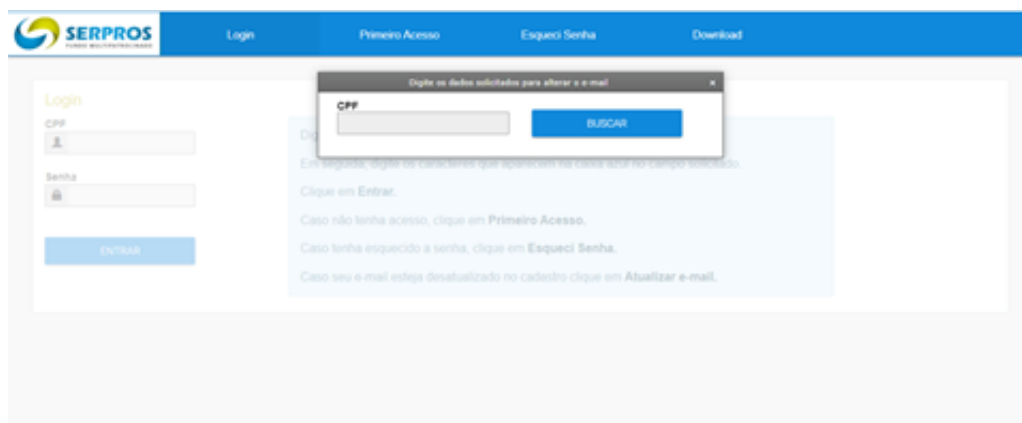 SERPROS
FUNDO MULTIPATROCINADO
Login
Primeiro Acesso
Esqueci Senha
Download
Digite os dados solicitados para alterar o e-mail
×
CPF
BUSCAR
Login
CPF
Senha
ENTRAR
Em seguida, digite os caracteres que aparecem na caixa azul no campo solicitado.
Clique em Entrar.
Caso não tenha acesso, clique em Primeiro Acesso.
Caso tenha esquecido a senha, clique em Esqueci Senha.
Caso seu e-mail esteja desatualizado no cadastro clique em Atualizar e-mail.